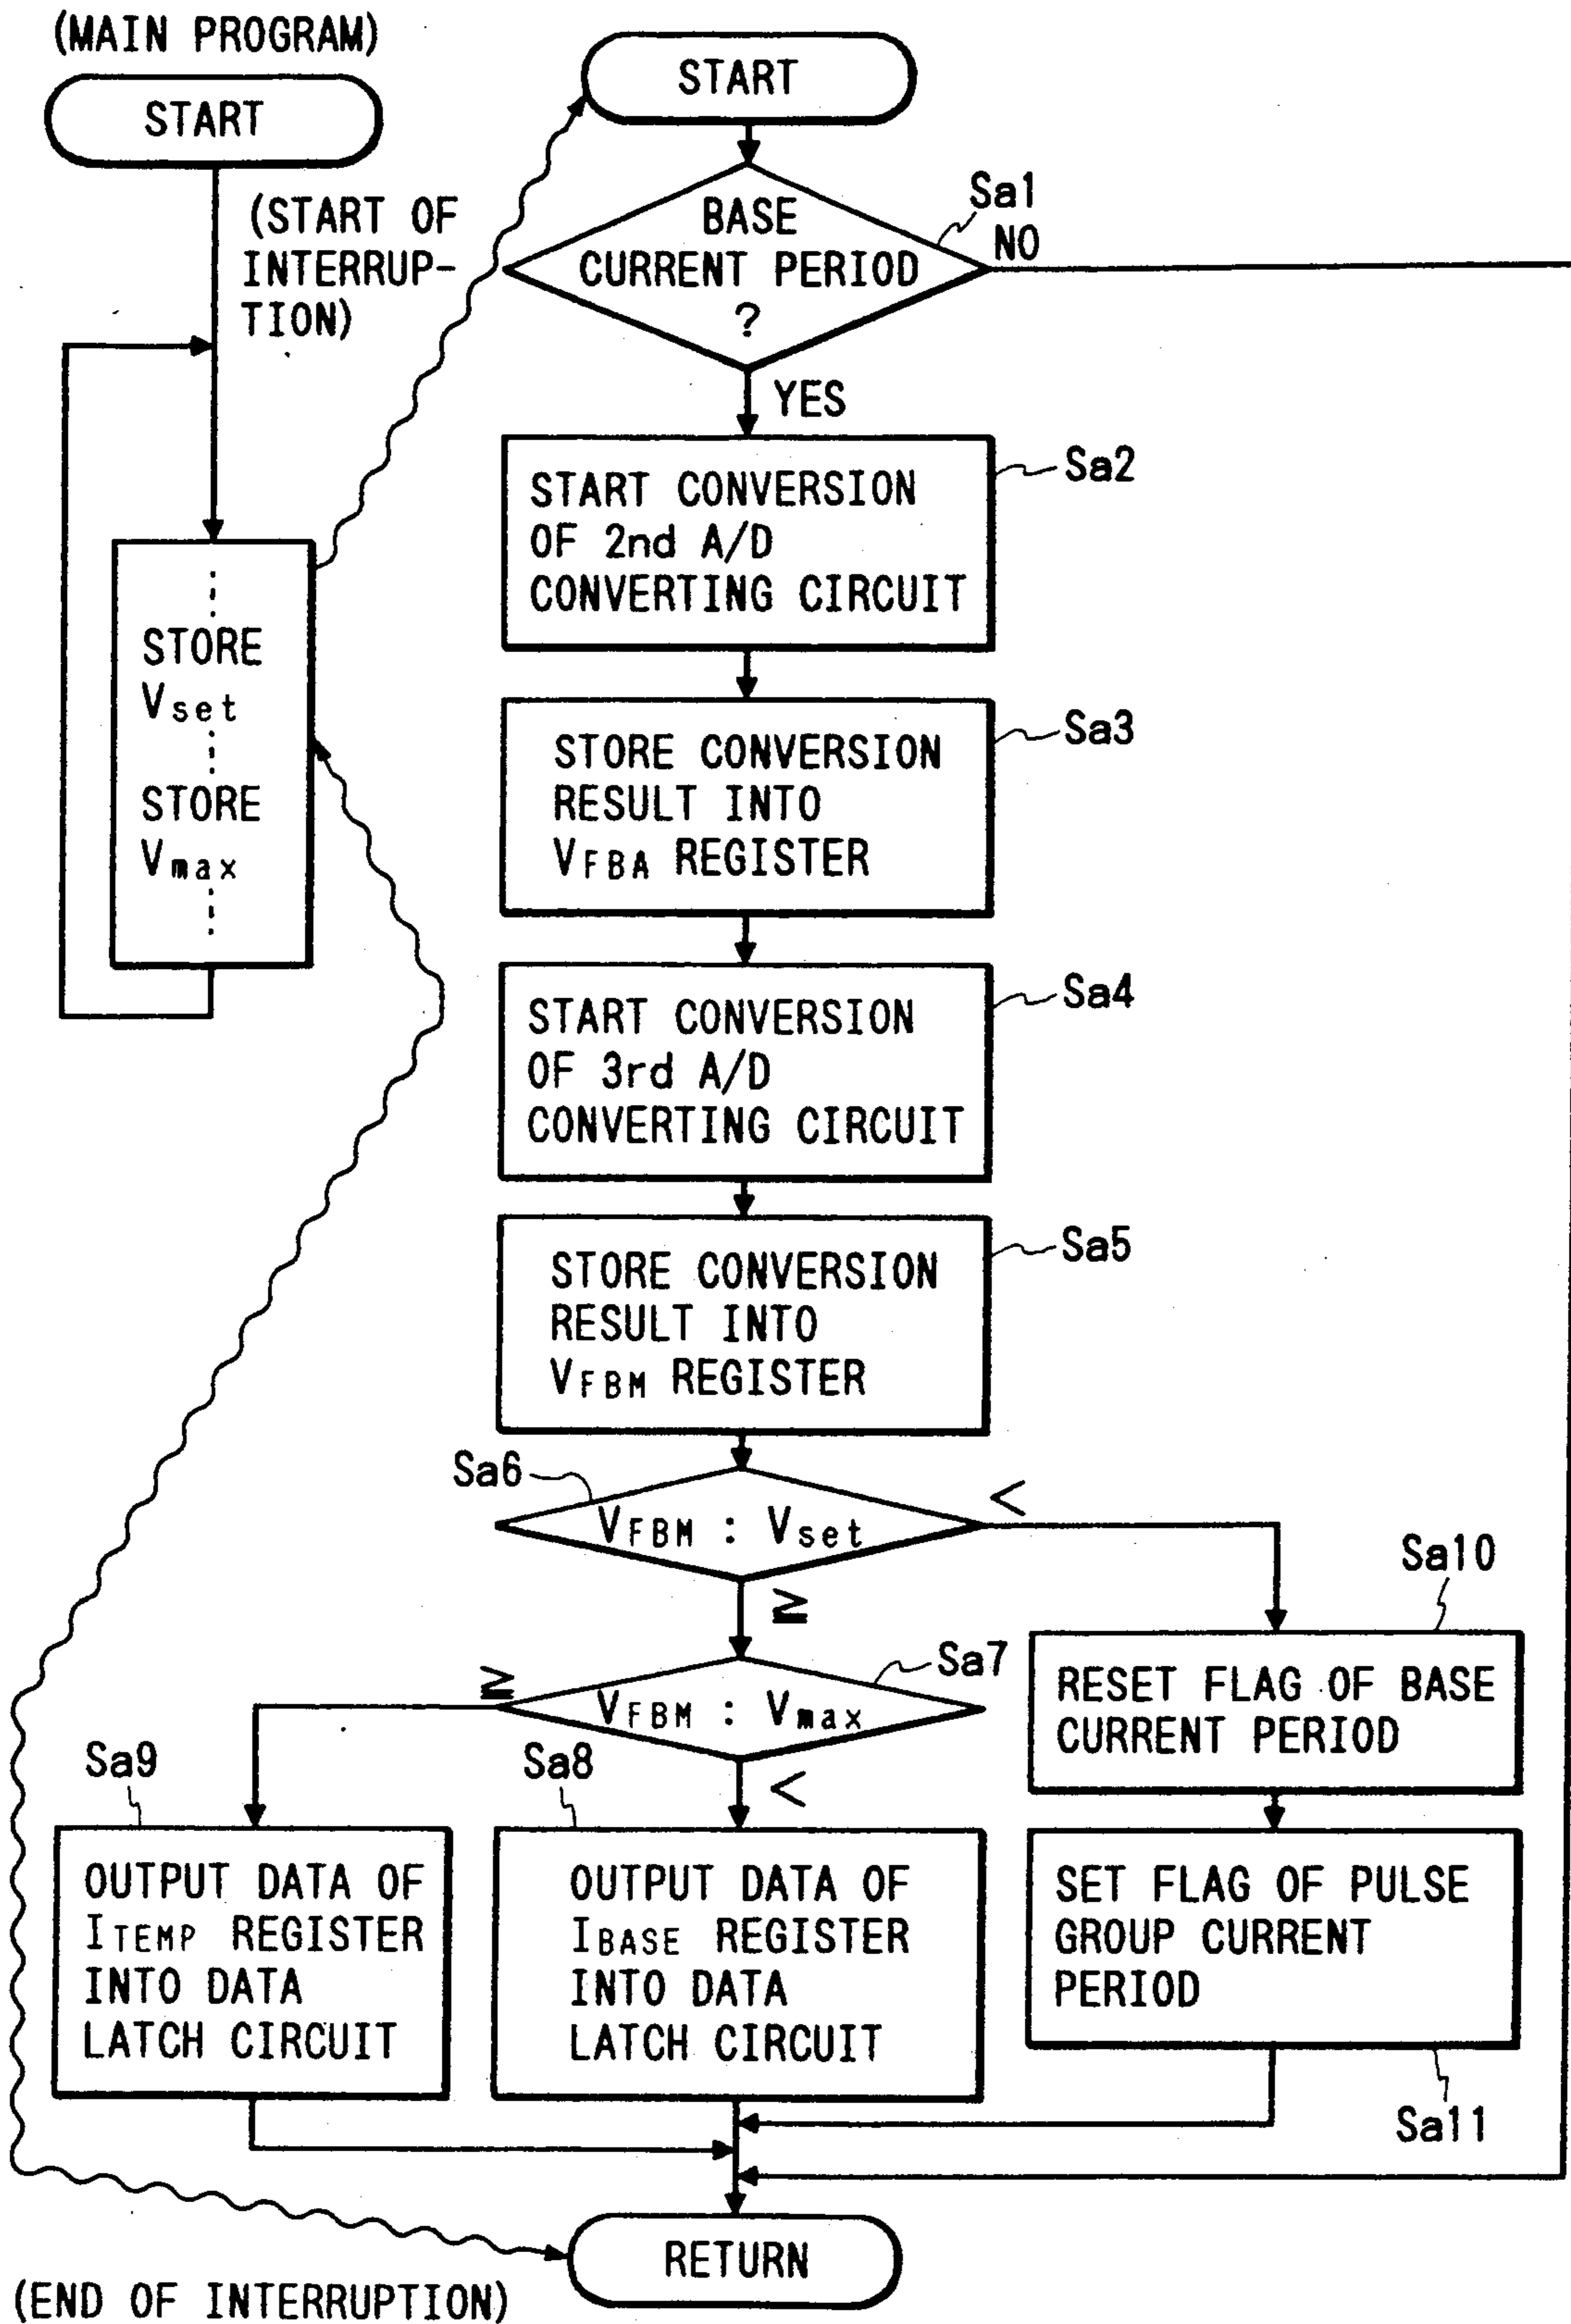 (MAIN PROGRAM)
START
(START OF
INTERRUP-
TION)
STORE
Vset
STORE
Vmax
START
Sa1
BASE
CURRENT PERIOD
?
NO
YES
Sa2
START CONVERSION
OF 2nd A/D
CONVERTING CIRCUIT
Sa3
STORE CONVERSION
RESULT INTO
VFBA REGISTER
Sa4
START CONVERSION
OF 3rd A/D
CONVERTING CIRCUIT
Sa5
STORE CONVERSION
RESULT INTO
VFBM REGISTER
Sa6
VFBM : Vset
<
≧
Sa7
VFBM : Vmax
≧
<
Sa10
RESET FLAG OF BASE
CURRENT PERIOD
Sa9
OUTPUT DATA OF
ITEMP REGISTER
INTO DATA
LATCH CIRCUIT
Sa8
OUTPUT DATA OF
IBASE REGISTER
INTO DATA
LATCH CIRCUIT
SET FLAG OF PULSE
GROUP CURRENT
PERIOD
Sa11
RETURN
(END OF INTERRUPTION)